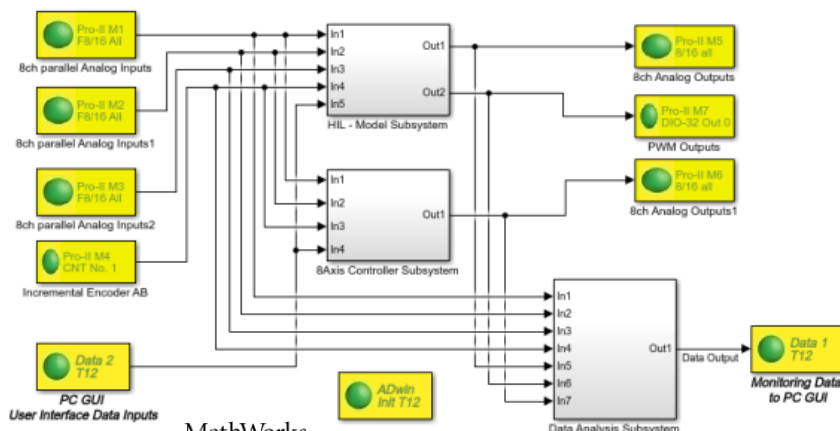 Pro-II M1
F8/16 All
8ch parallel Analog Inputs
Pro-II M2
F8/16 All
8ch parallel Analog Inputs1
Pro-II M3
F8/16 All
8ch parallel Analog Inputs2
Pro-II M4
CNT No. 1
Incremental Encoder AB
Data 2
T12
PC GUI
User Interface Data Inputs
In1
In2
In3
In4
In5
Out1
Out2
HIL - Model Subsystem
In1
In2
In3
In4
Out1
8Axis Controller Subsystem
Pro-II M5
8/16 all
8ch Analog Outputs
Pro-II M7
DIO-32 Out 0
PWM Outputs
Pro-II M6
8/16 all
8ch Analog Outputs1
In1
In2
In3
In4
In5
In6
In7
Out1
Data Analysis Subsystem
Data Output
Data 1
T12
Monitoring Data
to PC GUI
ADwin
Init T12
MathWorks